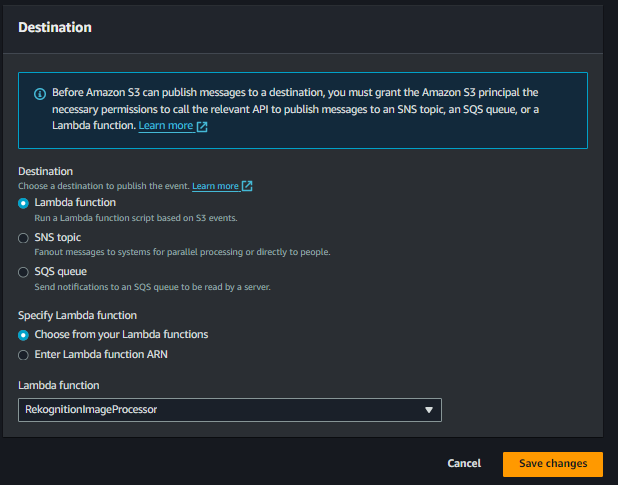 Destination
Before Amazon S3 can publish messages to a destination, you must grant the Amazon S3 principal the
necessary permissions to call the relevant API to publish messages to an SNS topic, an SQS queue, or a
Lambda function. Learn more
Destination
Choose a destination to publish the event. Learn more
Lambda function
Run a Lambda function script based on S3 events.
SNS topic
Fanout messages to systems for parallel processing or directly to people.
SQS queue
Send notifications to an SQS queue to be read by a server.
Specify Lambda function
Choose from your Lambda functions
Enter Lambda function ARN
Lambda function
RekognitionImageProcessor
Cancel Save changes